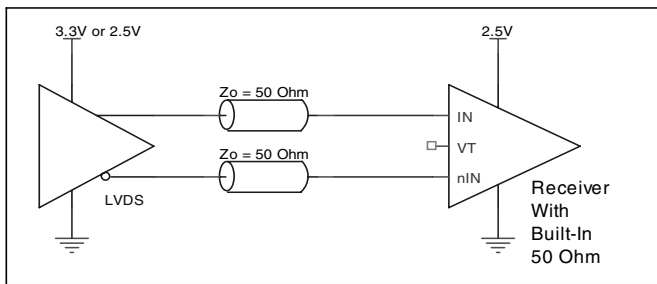 3.3V or 2.5V
2.5V
Zo = 50 Ohm
IN
VT
Zo = 50 Ohm
nIN
LVDS
Receiver
With
Built-In
50 Ohm